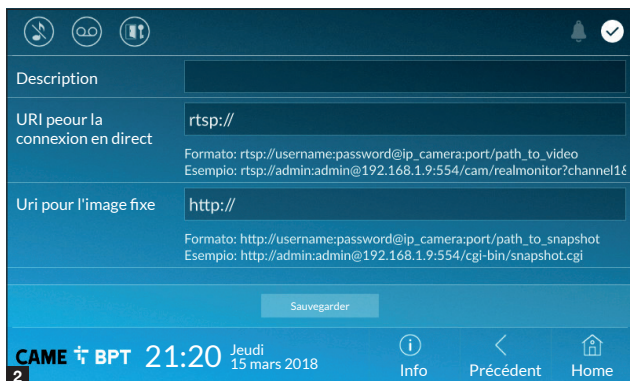 Description
URI peour la
connexion en direct
rtsp://
Formato: rtsp://username:password@ip_camera:port/path_to_video
Esempio: rtsp://admin:admin@192.168.1.9:554/cam/realmonitor?channel1&
Uri pour l'image fixe
http://
Formato: http://username:password@ip_camera:port/path_to_snapshot
Esempio: http://admin:admin@192.168.1.9:554/cgi-bin/snapshot.cgi
Sauvegarder
CAME BPT 21:20 Jeudi
15 mars 2018
Info
Précédent
Home
2